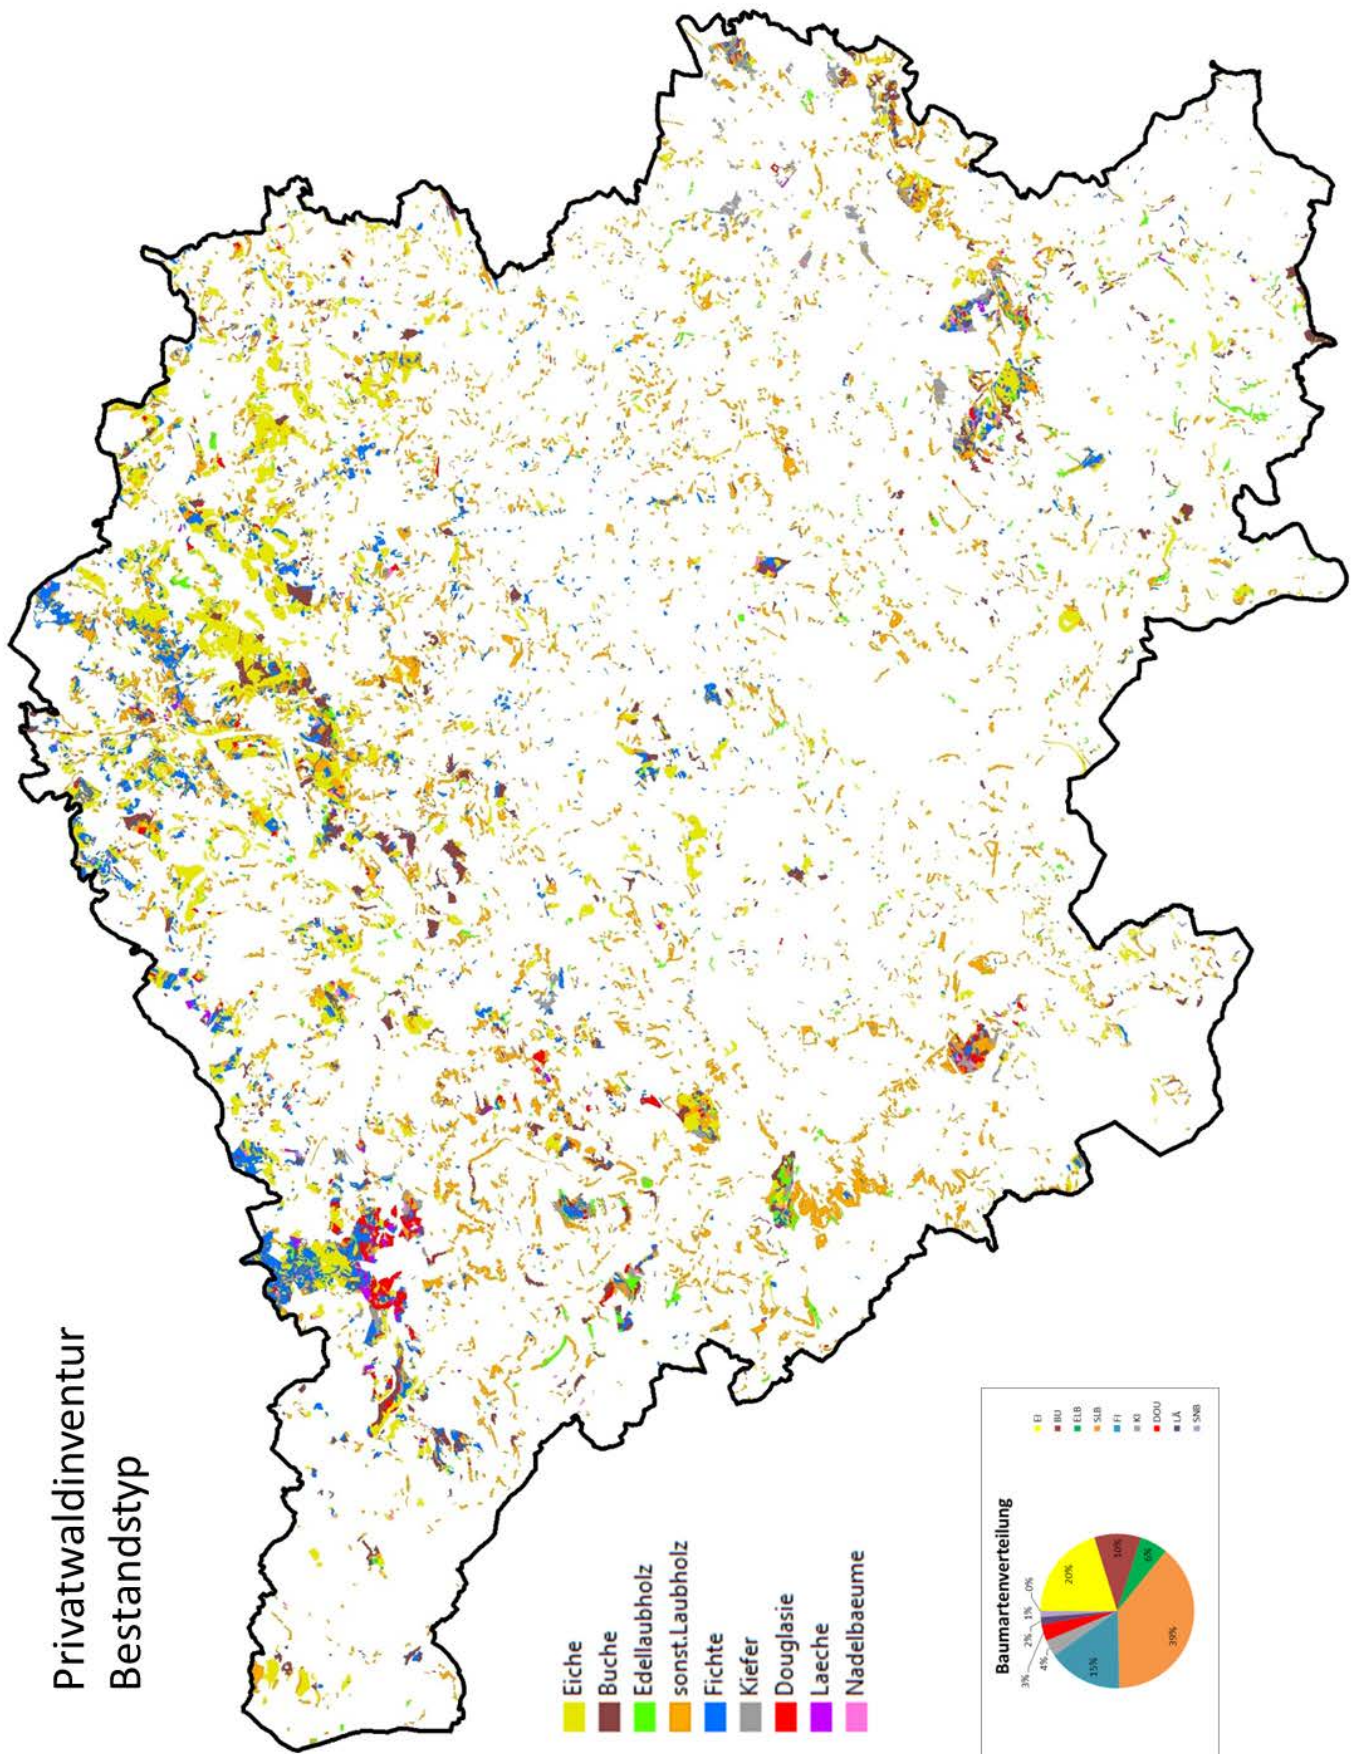 Privatwaldinventur
Bestandstyp
Eiche
Buche
Edellaubholz
sonst.Laubholz
Fichte
Kiefer
Douglasie
Laeche
Nadelbaeume
Baumartenverteilung
3%
4%
2%
1%
0%
20%
10%
6%
39%
15%
EI
BU
ELB
SLB
FI
KI
DOU
LÄ
SNB